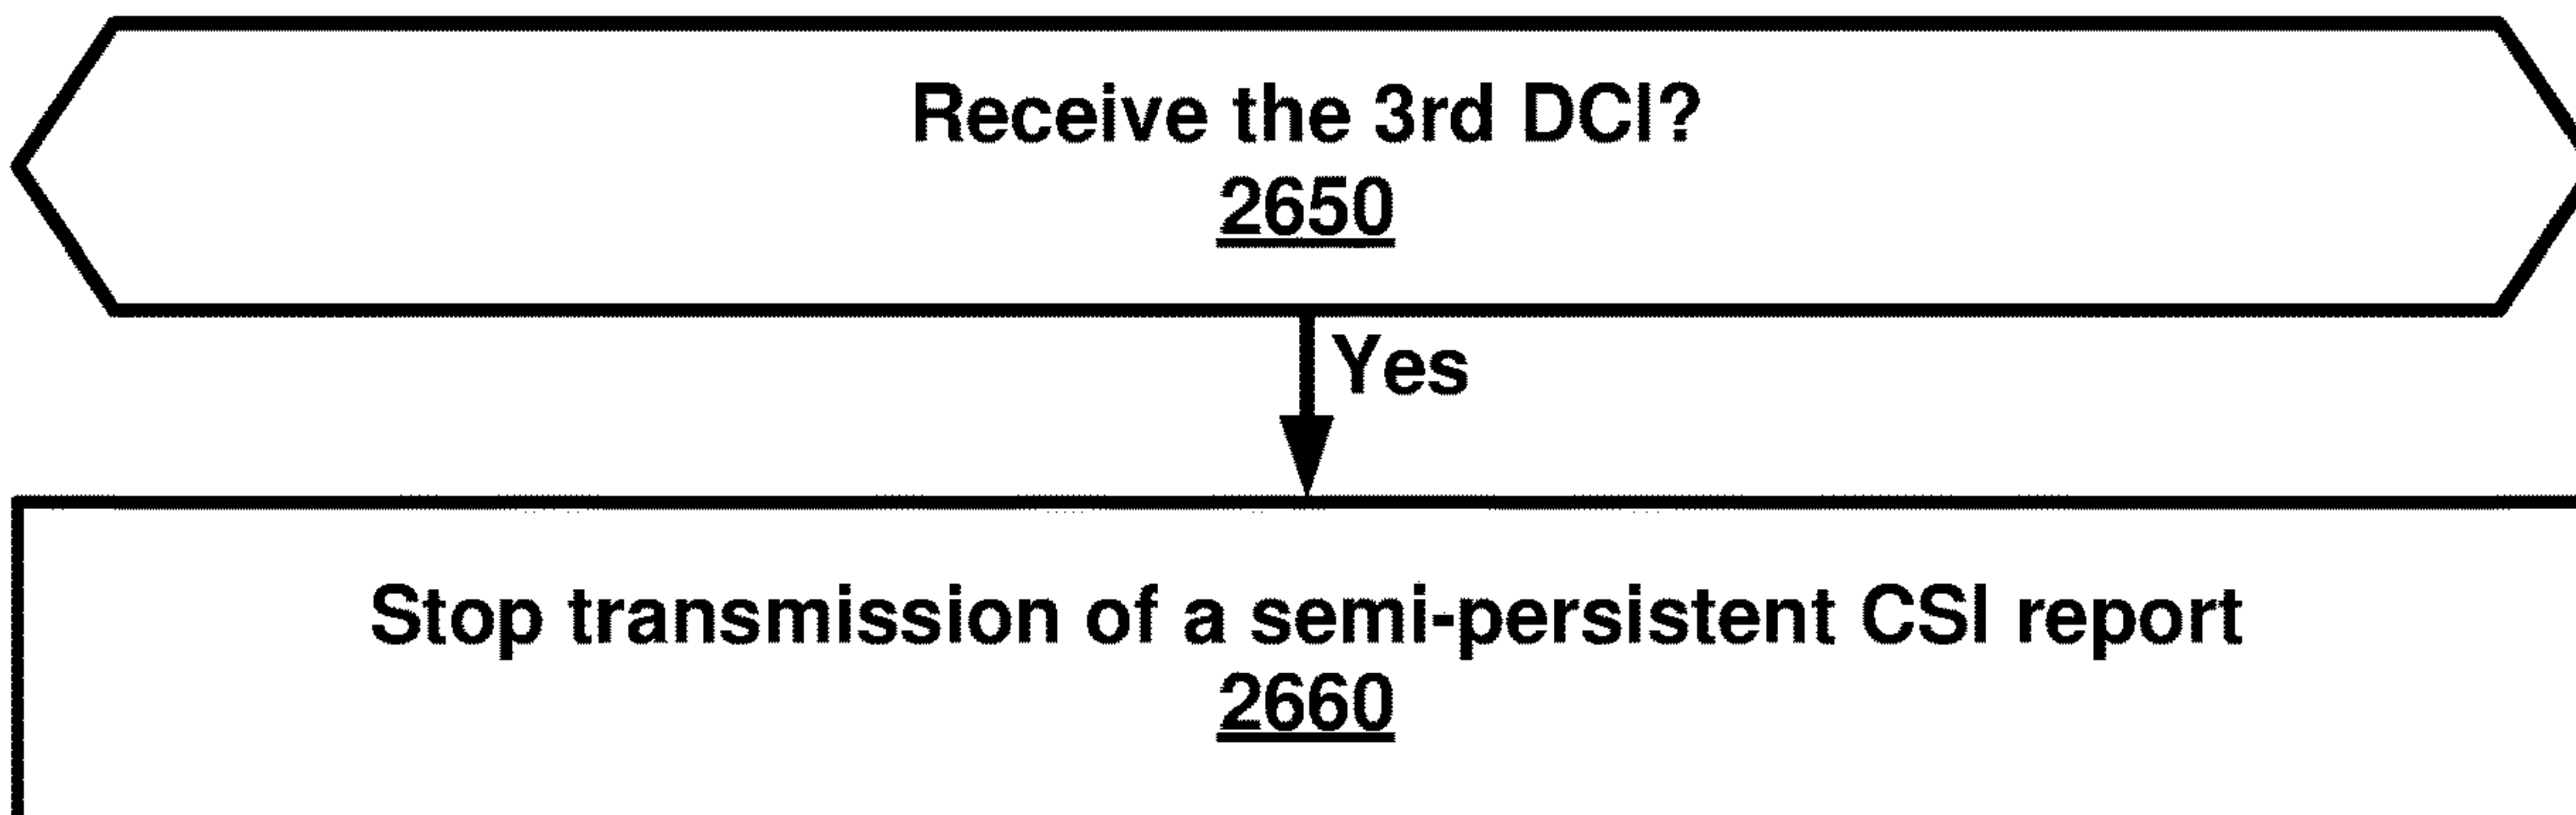 Receive the 3rd DCI?
2650
Yes
Stop transmission of a semi-persistent CSI report
2660